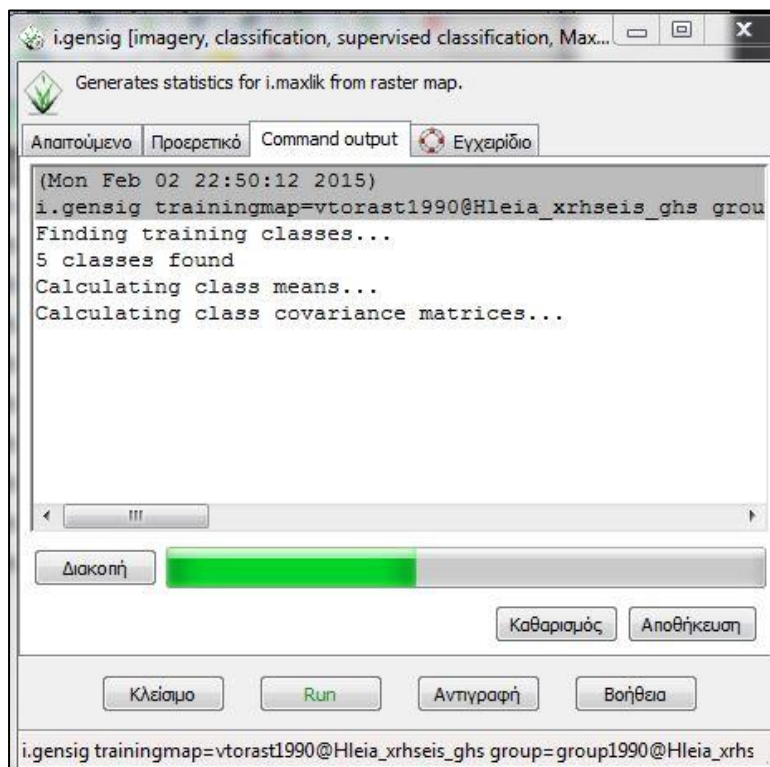 i.gensig [imagery, classification, supervised classification, Max...
Generates statistics for i.maxlik from raster map.
Απαιτούμενο Προερετικό Command output Εγχειρίδιο
(Mon Feb 02 22:50:12 2015)
i.gensig trainingmap=vtorast1990@Hleia_xrhseis_ghs grou
Finding training classes...
5 classes found
Calculating class means...
Calculating class covariance matrices...
Διακοπή
Καθαρισμός Αποθήκευση
Κλείσιμο Run Αντιγραφή Βοήθεια
i.gensig trainingmap=vtorast1990@Hleia_xrhseis_ghs group=group1990@Hleia_xrhs